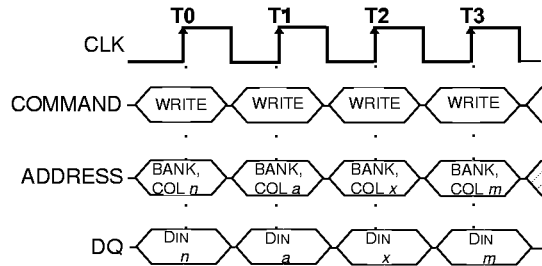 T0 T1 T2 T3
CLK
COMMAND WRITE WRITE WRITE WRITE
ADDRESS BANK, COL n BANK, COL a BANK, COL x BANK, COL m
DQ DIN n DIN a DIN x DIN m